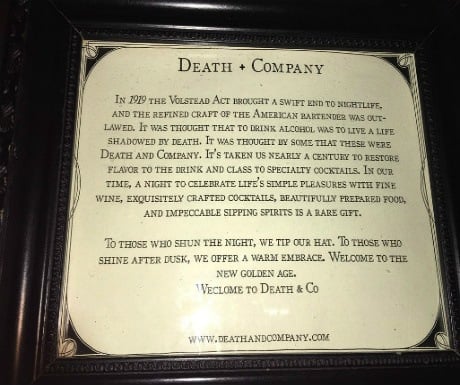 Death + Company
In 1919 the Volstead Act brought a swift end to nightlife,
and the refined craft of the American bartender was out-
lawed. It was thought that to drink alcohol was to live a life
shadowed by death. It was thought by some that these were
Death and Company. It's taken us nearly a century to restore
flavor to the drink and class to specialty cocktails. In our
time, a night to celebrate life's simple pleasures with fine
wine, exquisitely crafted cocktails, beautifully prepared food,
and impeccable sipping spirits is a rare gift.
To those who shun the night, we tip our hat. To those who
shine after dusk, we offer a warm embrace. Welcome to the
new golden age.
Weclome to Death & Co
www.deathandcompany.com